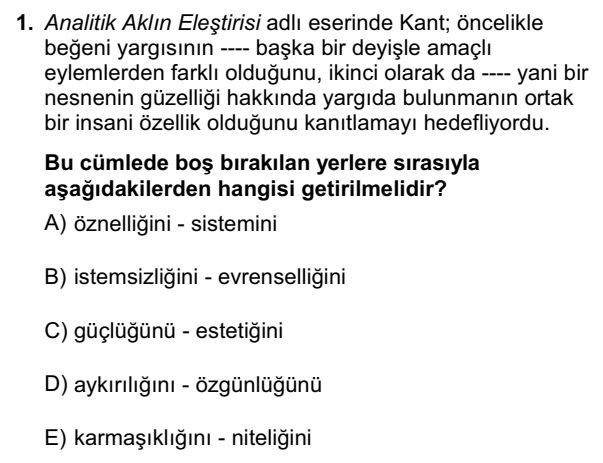 1. Analitik Aklın Eleştirisi adlı eserinde Kant; öncelikle
beğeni yargısının ---- başka bir deyişle amaçlı
eylemlerden farklı olduğunu, ikinci olarak da ---- yani bir
nesnenin güzelliği hakkında yargıda bulunmanın ortak
bir insani özellik olduğunu kanıtlamayı hedefliyordu.
Bu cümlede boş bırakılan yerlere sırasıyla
aşağıdakilerden hangisi getirilmelidir?
A) öznelliğini - sistemini
B) istemsizliğini - evrenselliğini
C) güçlüğünü - estetiğini
D) aykırılığını - özgünlüğünü
E) karmaşıklığını - niteliğini